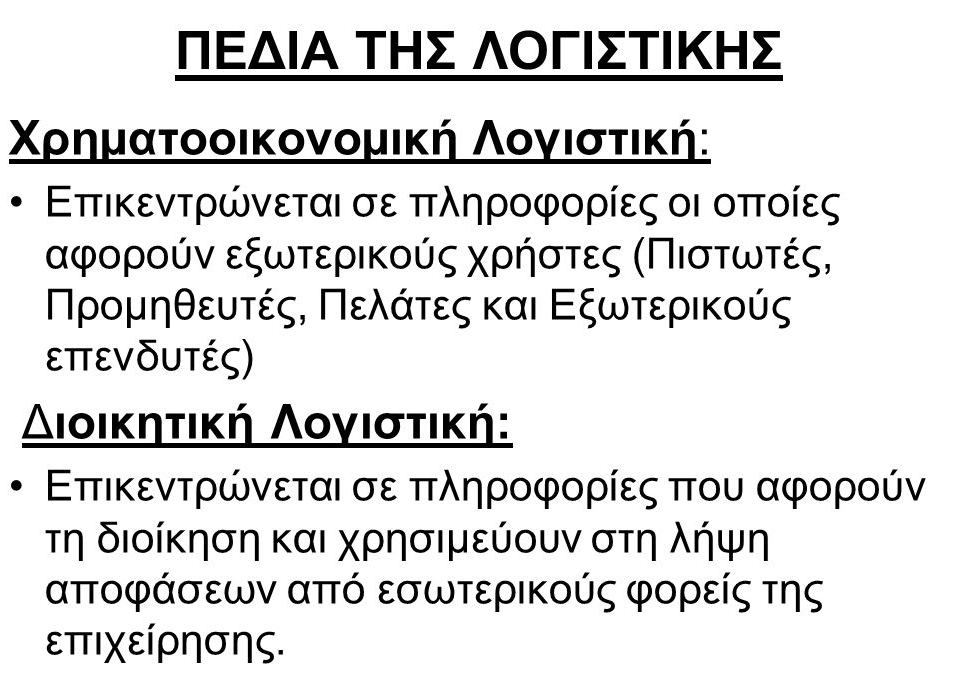 ΠΕΔΙΑ ΤΗΣ ΛΟΓΙΣΤΙΚΗΣ
Χρηματοοικονομική Λογιστική:
• Επικεντρώνεται σε πληροφορίες οι οποίες
αφορούν εξωτερικούς χρήστες (Πιστωτές,
Προμηθευτές, Πελάτες και Εξωτερικούς
επενδυτές)
Διοικητική Λογιστική:
• Επικεντρώνεται σε πληροφορίες που αφορούν
τη διοίκηση και χρησιμεύουν στη λήψη
αποφάσεων από εσωτερικούς φορείς της
επιχείρησης.